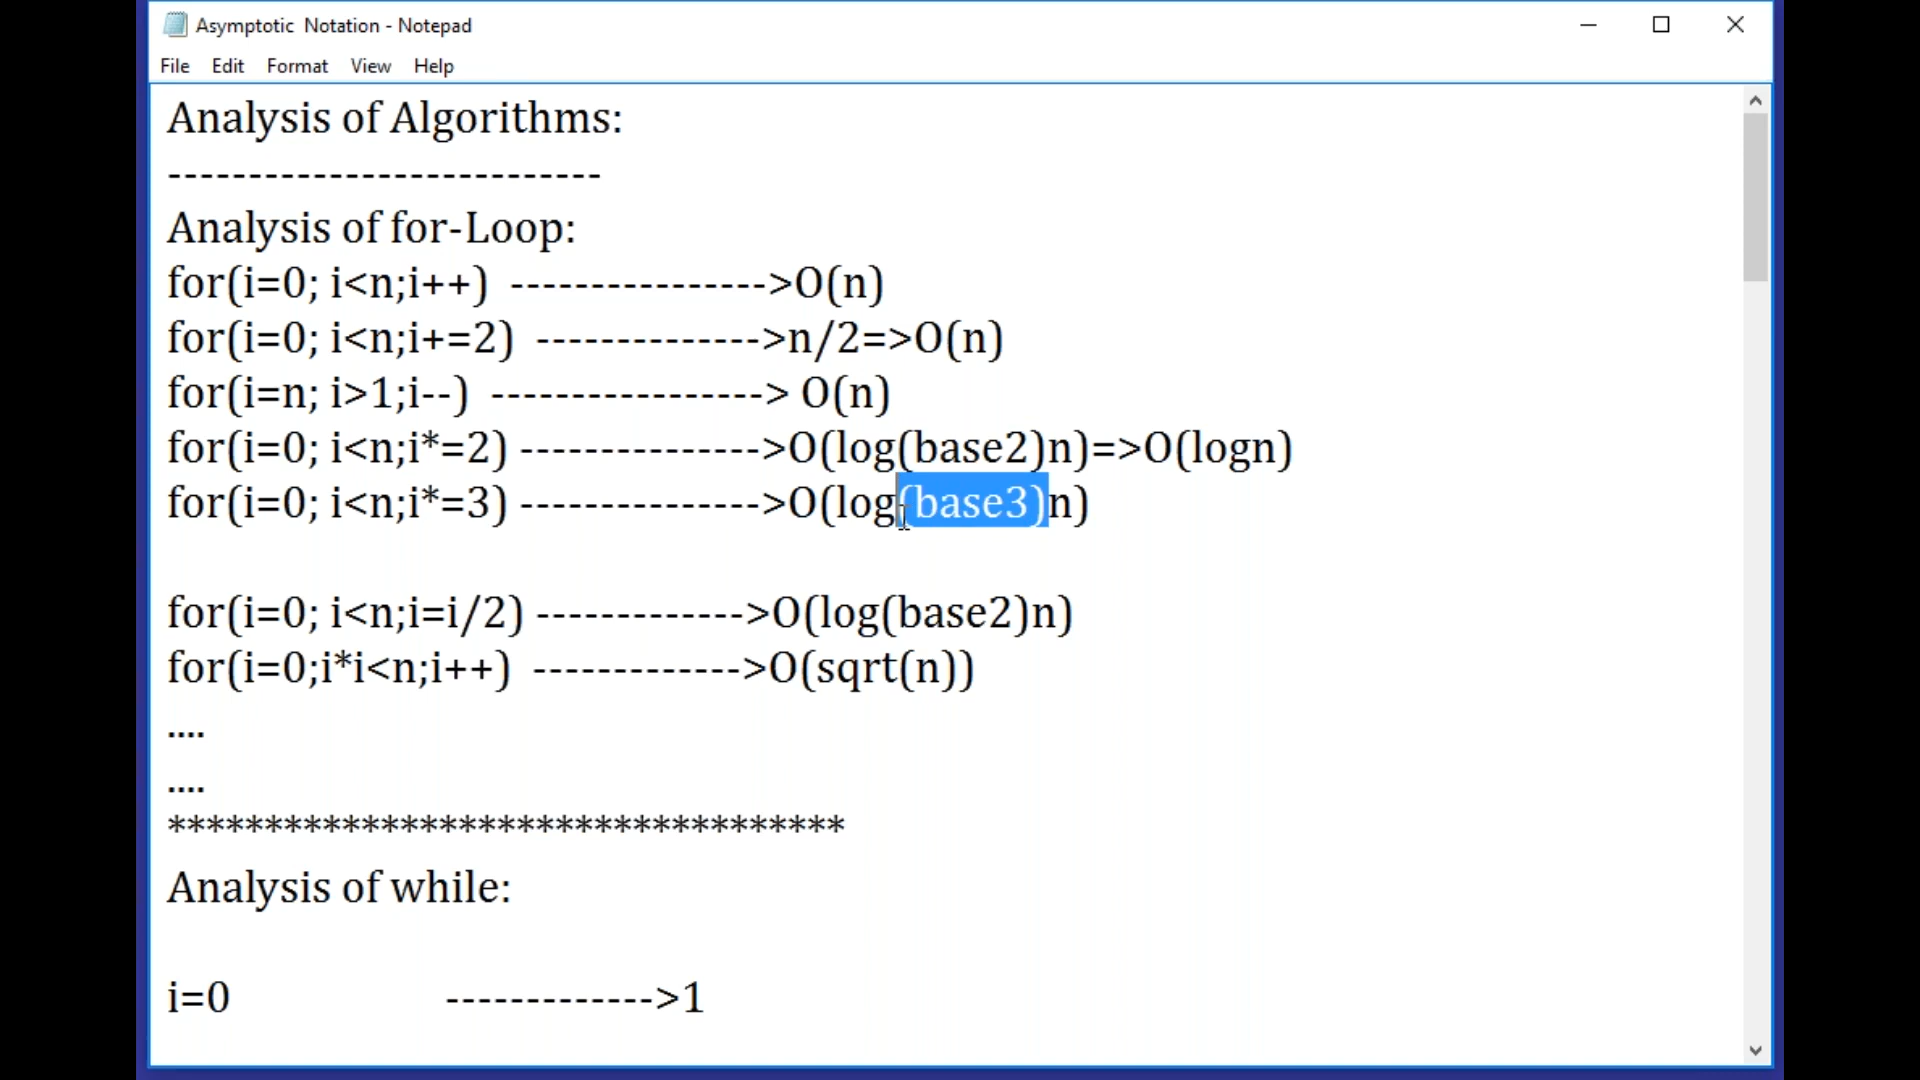 Asymptotic  Notation - Notepad
File Edit Format View Help
Analysis of Algorithms:
---------------------------
Analysis of for-Loop:
for(i=0; i<n;i++)  ---------------->O(n)
for(i=0; i<n;i+=2)  -------------->n/2=>O(n)
for(i=n; i>1;i--)  -----------------> O(n)
for(i=0; i<n;i*=2) --------------->O(log(base2)n)=>O(logn)
for(i=0; i<n;i*=3) --------------->O(log(base3)n)
for(i=0; i<n;i=i/2) ------------->O(log(base2)n)
for(i=0;i*i<n;i++)  ------------->O(sqrt(n))
....
....
***********************************
Analysis of while:
i=0                    ------------->1